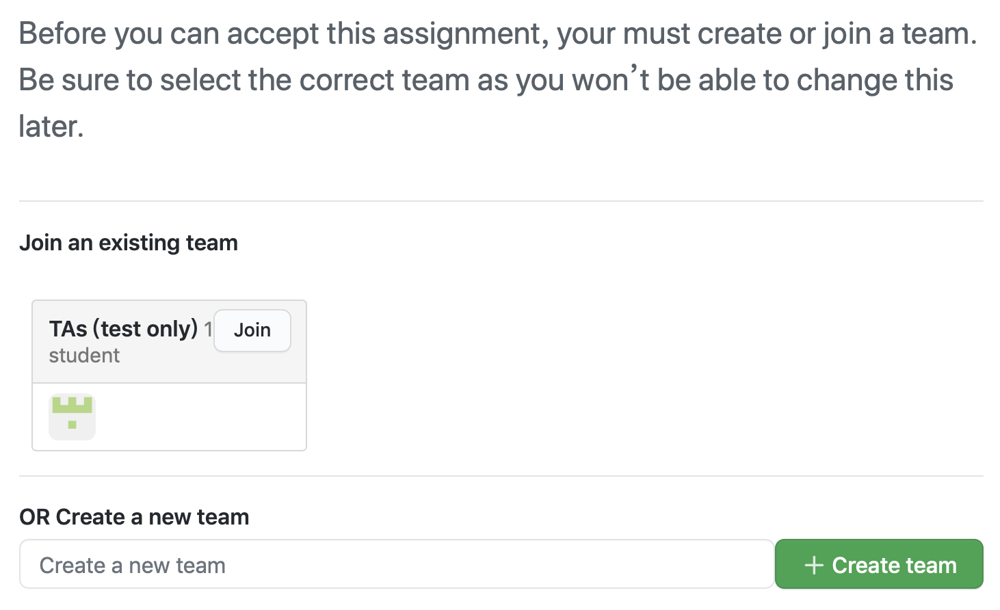 Before you can accept this assignment, your must create or join a team.
Be sure to select the correct team as you won’t be able to change this
later.
Join an existing team
TAs (test only) 1
student
Join
OR Create a new team
Create a new team
+ Create team